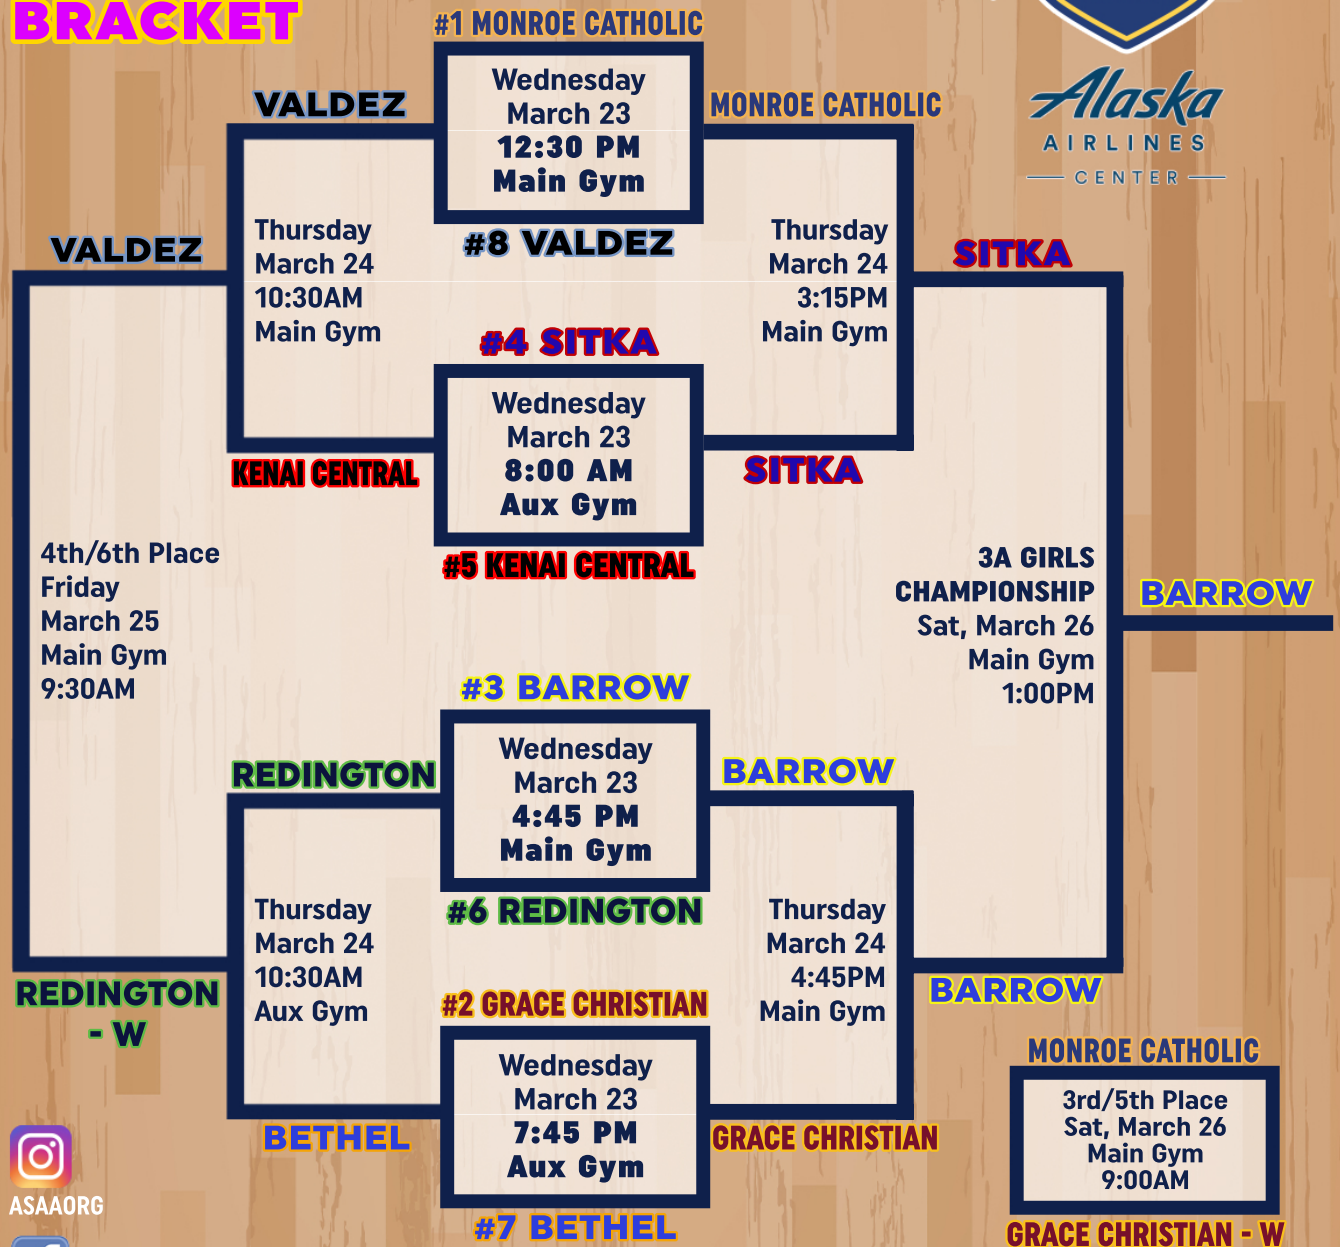 BRACKET
#1 MONROE CATHOLIC
Wednesday
March 23
12:30 PM
Main Gym
#8 VALDEZ
VALDEZ
MONROE CATHOLIC
Alaska
AIRLINES
CENTER
Thursday
March 24
10:30AM
Main Gym
Thursday
March 24
3:15PM
Main Gym
VALDEZ
SITKA
#4 SITKA
Wednesday
March 23
8:00 AM
Aux Gym
#5 KENAI CENTRAL
KENAI CENTRAL
SITKA
4th/6th Place
Friday
March 25
Main Gym
9:30AM
3A GIRLS
CHAMPIONSHIP
Sat, March 26
Main Gym
1:00PM
BARROW
#3 BARROW
Wednesday
March 23
4:45 PM
Main Gym
#6 REDINGTON
REDINGTON
BARROW
Thursday
March 24
10:30AM
Aux Gym
Thursday
March 24
4:45PM
Main Gym
REDINGTON
- W
BARROW
#2 GRACE CHRISTIAN
Wednesday
March 23
7:45 PM
Aux Gym
#7 BETHEL
BETHEL
GRACE CHRISTIAN
MONROE CATHOLIC
3rd/5th Place
Sat, March 26
Main Gym
9:00AM
GRACE CHRISTIAN - W
ASAAORG